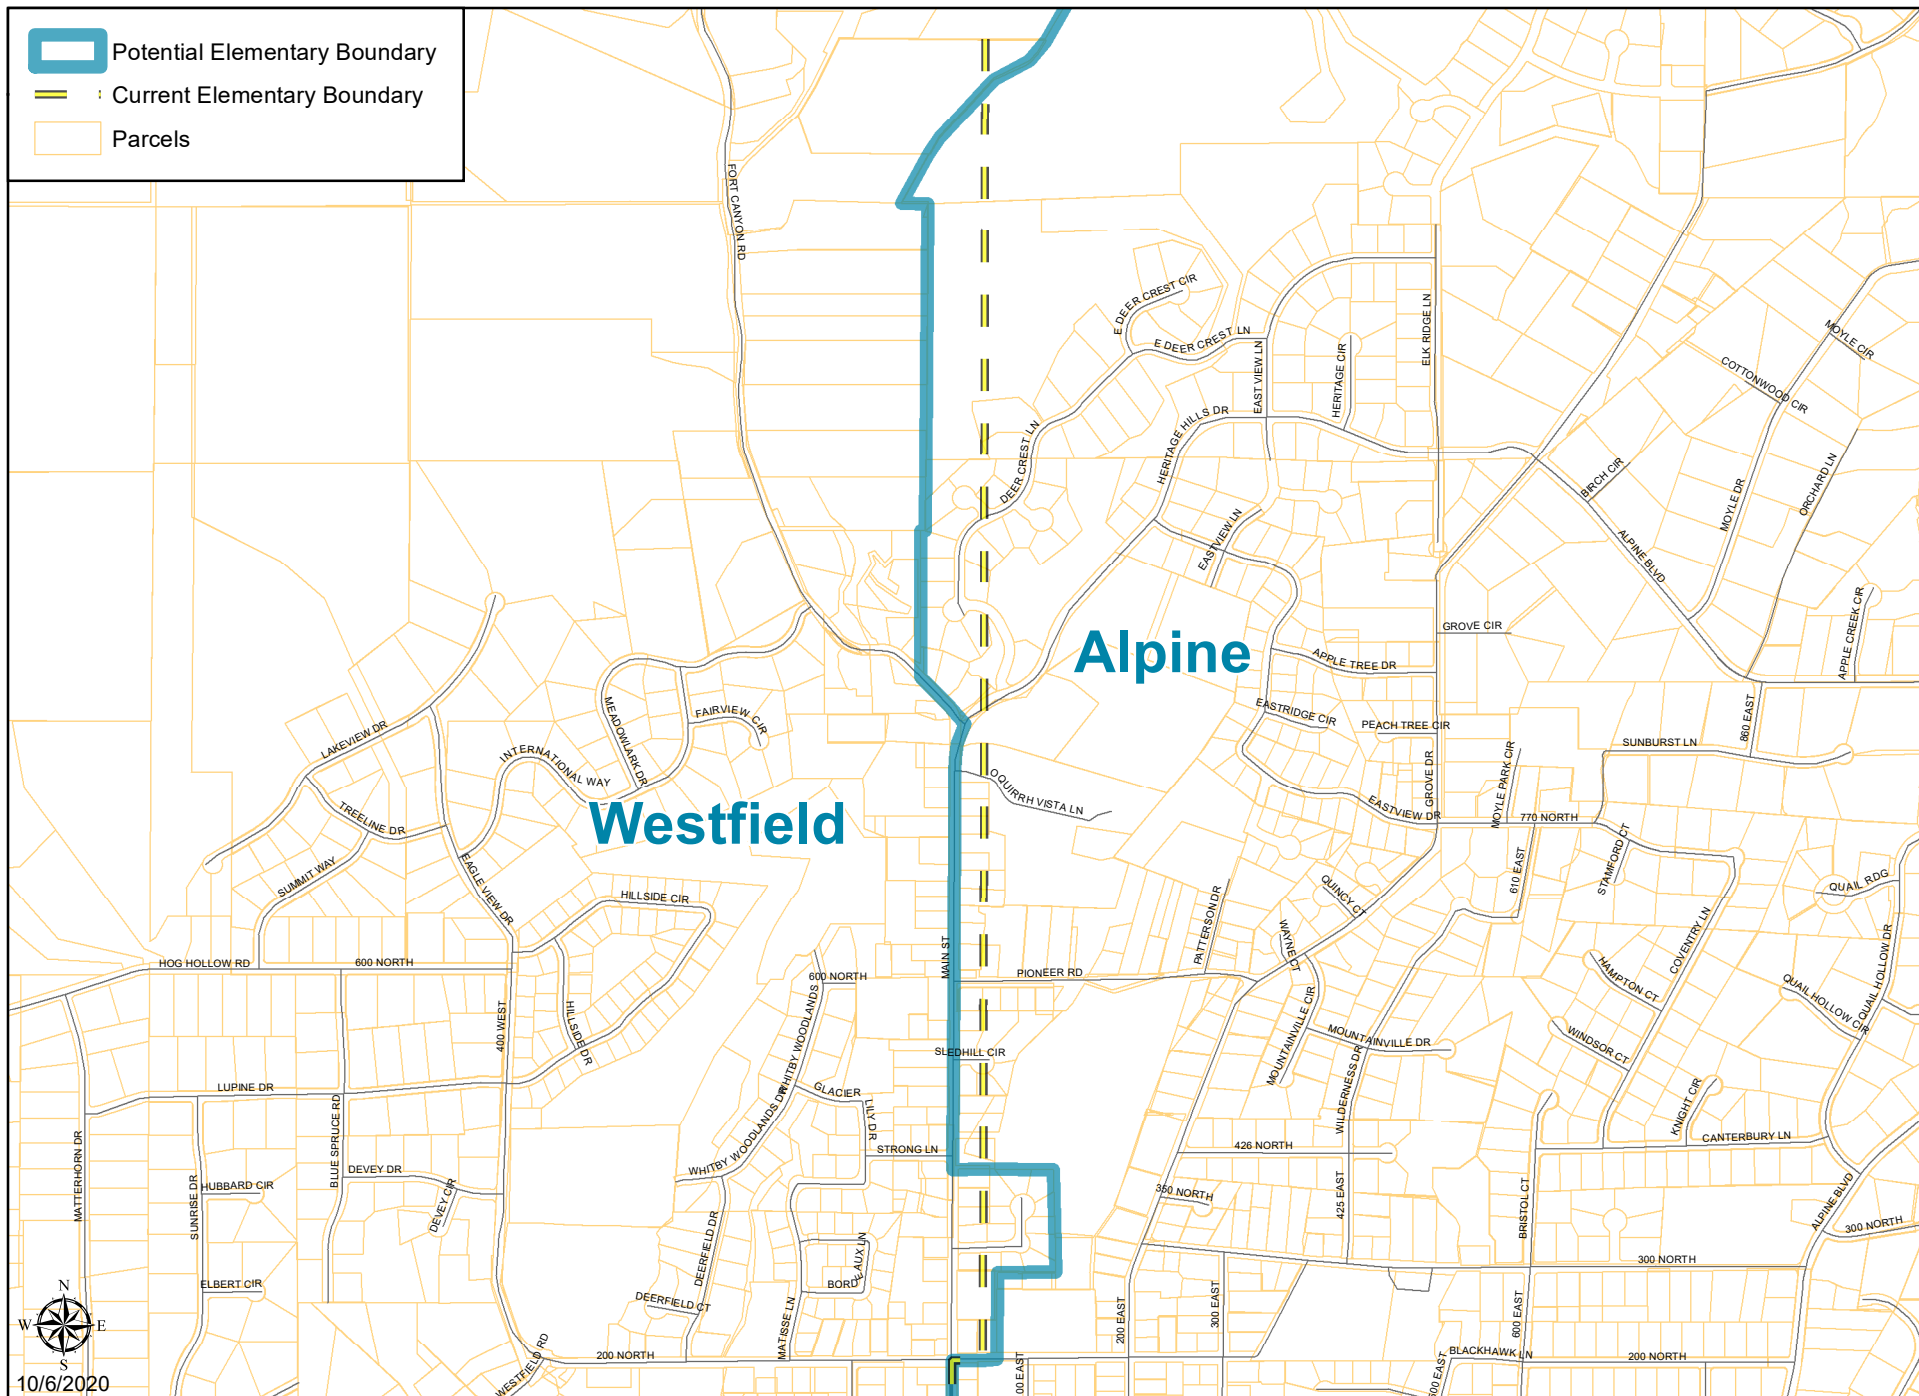 Potential Elementary Boundary
Current Elementary Boundary
Parcels
FORT CANYON RD
E DEER CREST CIR
E DEER CREST LN
EAST VIEW LN
HERITAGE CIR
ELK RIDGE LN
MOYLE CIR
COTTONWOOD CIR
HERITAGE HILLS DR
DEER CREST LN
BIRCH CIR
MOYLE DR
ORCHARD LN
EASTVIEW LN
ALPINE BLVD
APPLE CREEK CIR
GROVE CIR
Alpine
APPLE TREE DR
EASTRIDGE CIR
PEACH TREE CIR
860 EAST
SUNBURST LN
MEADOWLARK DR
FAIRVIEW CIR
LAKEVIEW DR
INTERNATIONAL WAY
OQUIRRH VISTA LN
GROVE DR
MOYLE PARK CIR
EASTVIEW DR
770 NORTH
TREELINE DR
Westfield
STAMFORD CT
SUMMIT WAY
EAGLE VIEW DR
HILLSIDE CIR
QUINCY CT
610 EAST
QUAIL RDG
PATTERSON DR
WAYNE CT
COVENTRY LN
HOG HOLLOW RD
600 NORTH
600 NORTH
MAIN ST
PIONEER RD
HAMPTON CT
QUAIL HOLLOW CIR
QUAIL HOLLOW DR
400 WEST
HILLSIDE DR
WHITBY WOODLANDS
SLEDHILL CIR
MOUNTAINVILLE CIR
MOUNTAINVILLE DR
WINDSOR CT
LUPINE DR
GLACIER
LILY DR
WHITBY WOODLANDS DR
WILDERNESS DR
KNIGHT CIR
MATTERHORN DR
BLUE SPRUCE RD
STRONG LN
426 NORTH
CANTERBURY LN
DEVEY DR
WHITBY WOODLANDS DR
HUBBARD CIR
SUNRISE DR
DEVEY CIR
350 NORTH
425 EAST
BRISTOL CT
ALPINE BLVD
300 NORTH
DEERFIELD DR
BORDEAUX LN
300 NORTH
ELBERT CIR
DEERFIELD CT
MATISSE LN
200 EAST
300 EAST
600 EAST
N
W E
S
WESTFIELD RD
200 NORTH
BLACKHAWK LN
200 NORTH
10/6/2020